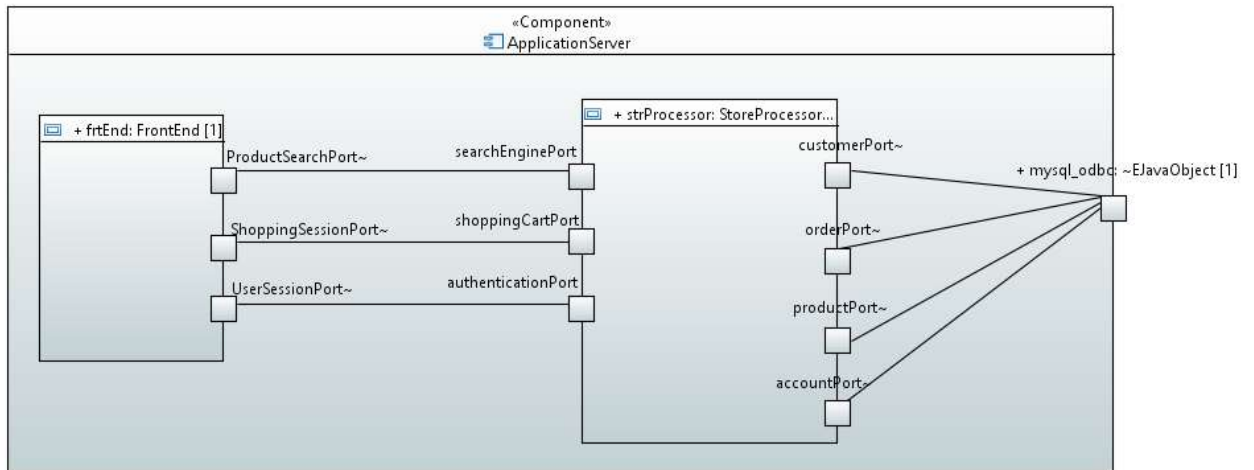 «Component»
ApplicationServer
+ frtEnd: FrontEnd [1]
+ strProcessor: StoreProcessor...
ProductSearchPort~
searchEnginePort
customerPort~
+ mysql_odbc: ~EJavaObject [1]
ShoppingSessionPort~
shoppingCartPort
orderPort~
UserSessionPort~
authenticationPort
productPort~
accountPort~